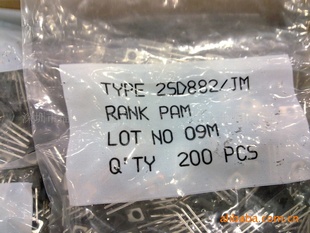 TYPE 2SD882/JM
RANK PAM
LOT NO 09M
Q'TY 200 PCS